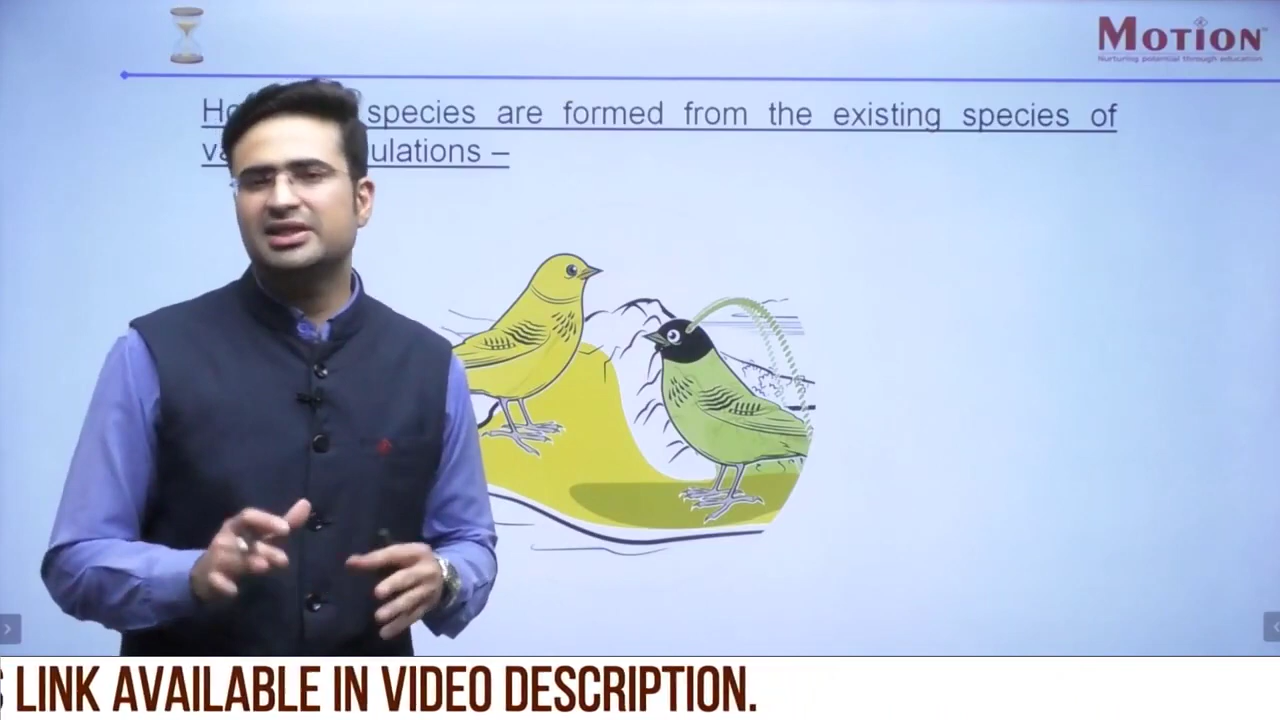 MOTION
Nurturing potential through education
species are formed from the existing species of
ulations –
LINK AVAILABLE IN VIDEO DESCRIPTION.